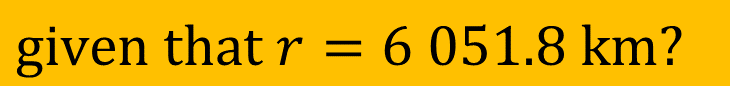 given that r = 6 051.8 km?